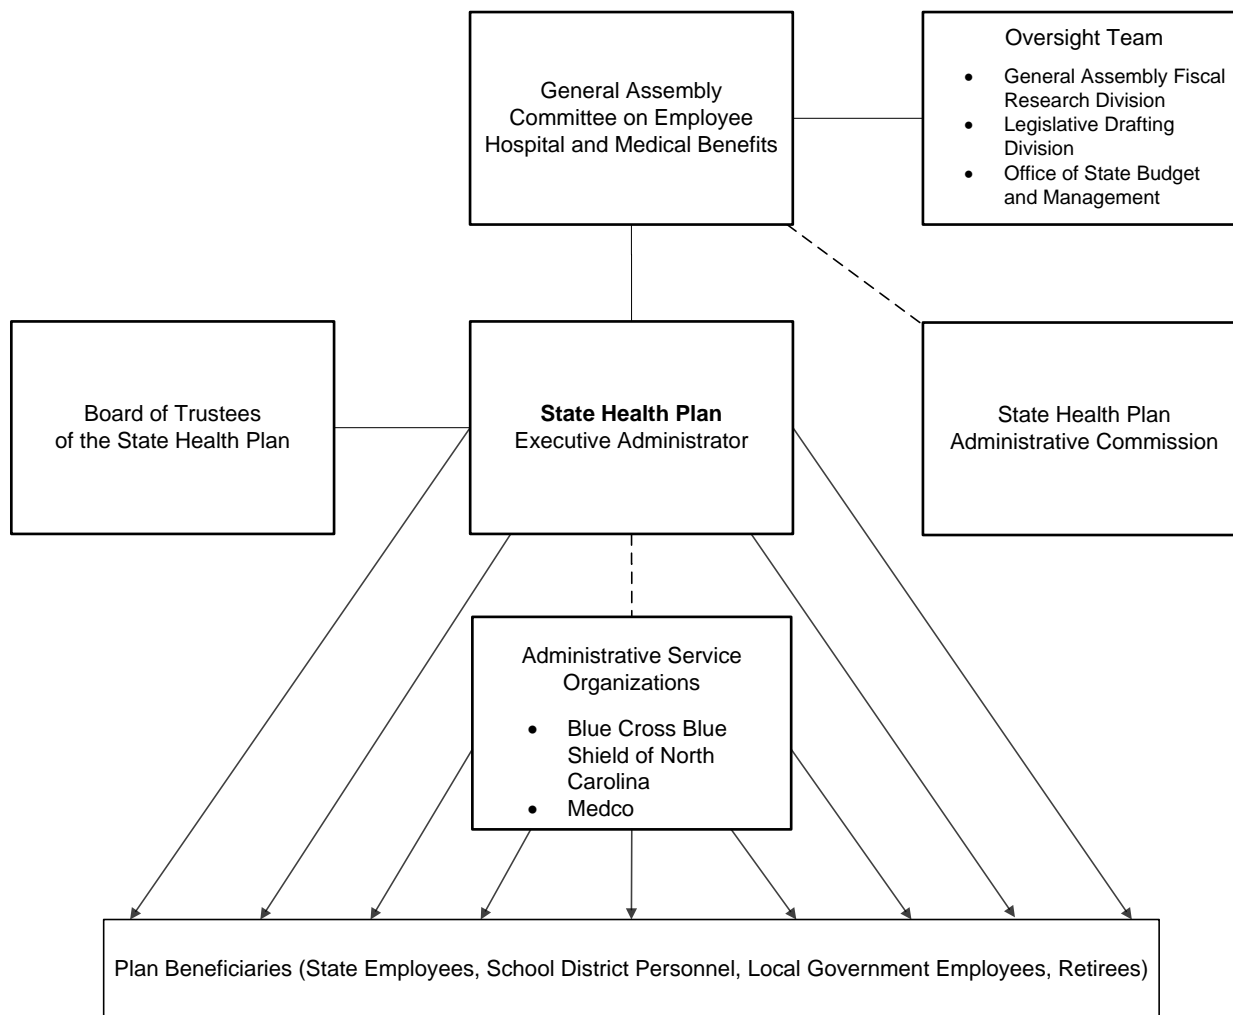 General Assembly
Committee on Employee
Hospital and Medical Benefits
Oversight Team
• General Assembly Fiscal
Research Division
• Legislative Drafting
Division
• Office of State Budget
and Management
Board of Trustees
of the State Health Plan
State Health Plan
Executive Administrator
State Health Plan
Administrative Commission
Administrative Service
Organizations
• Blue Cross Blue
Shield of North
Carolina
• Medco
Plan Beneficiaries (State Employees, School District Personnel, Local Government Employees, Retirees)